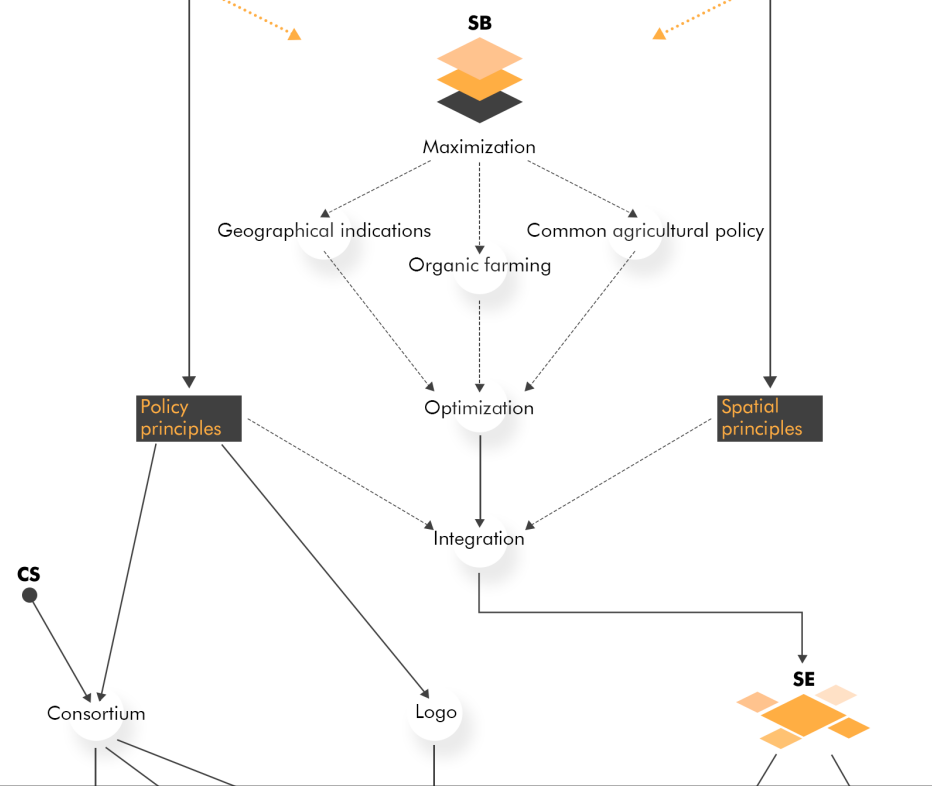 SB
Maximization
Geographical indications
Common agricultural policy
Organic farming
Policy
principles
Optimization
Spatial
principles
Integration
CS
SE
Consortium
Logo